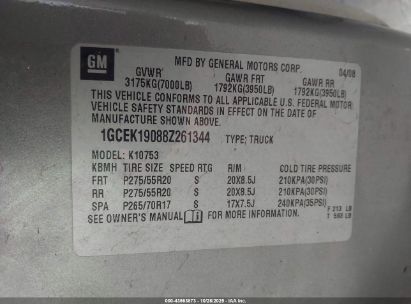 GM
MFD BY GENERAL MOTORS CORP.
04/08
GVWR GAWR FRT GAWR RR
3175KG(7000LB) 1792KG(3950LB) 1792KG(3950LB)
THIS VEHICLE CONFORMS TO ALL APPLICABLE U.S. FEDERAL MOTOR
VEHICLE SAFETY STANDARDS IN EFFECT ON THE DATE OF
MANUFACTURE SHOWN ABOVE.
1GCEK19088Z261344 TYPE: TRUCK
MODEL: K10753
TIRE SIZE SPEED RTG RIM COLD TIRE PRESSURE
FRT P275/55R20 S 20X8.5J 210KPA(30PSI)
RR P275/55R20 S 20X8.5J 210KPA(30PSI)
SPA P265/70R17 S 17X7.5J 240KPA(35PSI)
SEE OWNER'S MANUAL FOR MORE INFORMATION.